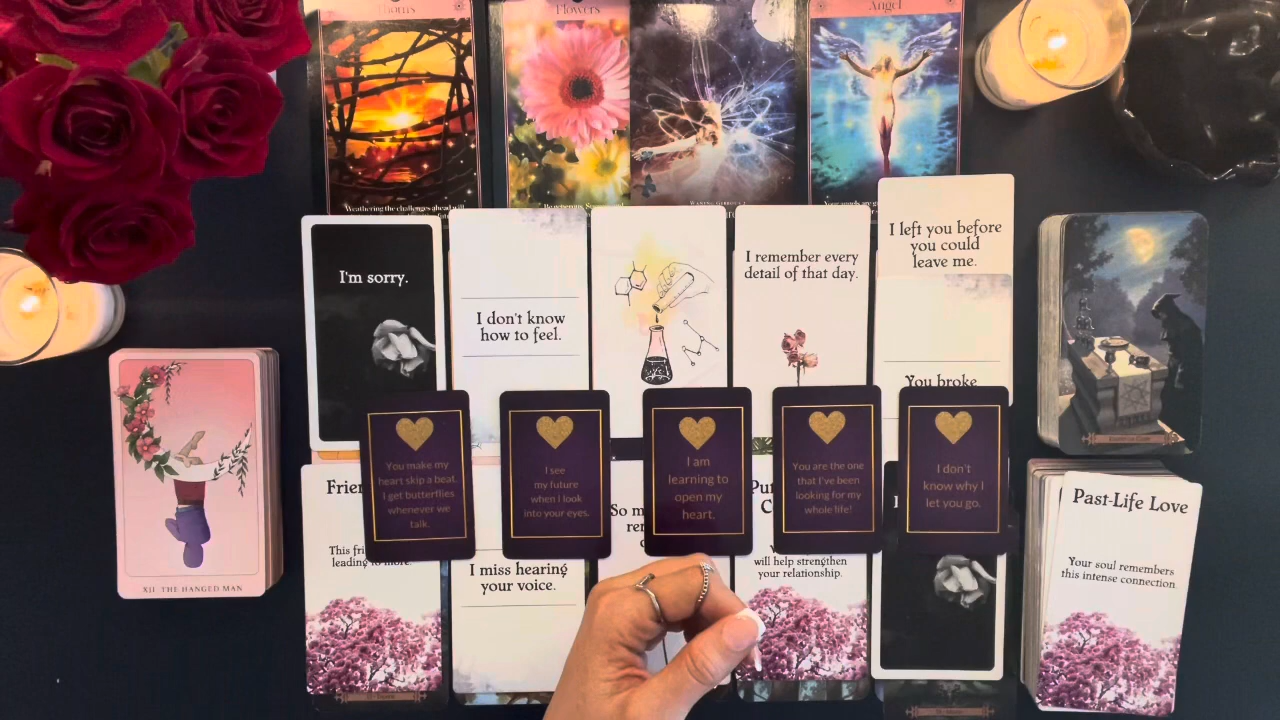 Thorns
Flowers
Angel
Weathering the challenges ahead will
I'm sorry.
I don't know
how to feel.
I remember every
detail of that day.
I left you before
you could
leave me.
You broke
You make my
heart skip a beat.
I get butterflies
whenever we
talk.
I see
my future
when I look
into your eyes.
I am
learning to
open my
heart.
You are the one
that I've been
looking for my
whole life!
I don't
know why I
let you go.
This
leading to more.
I miss hearing
your voice.
So m
will help strengthen
your relationship.
XII. THE HANGED MAN
Past-Life Love
Your soul remembers
this intense connection.